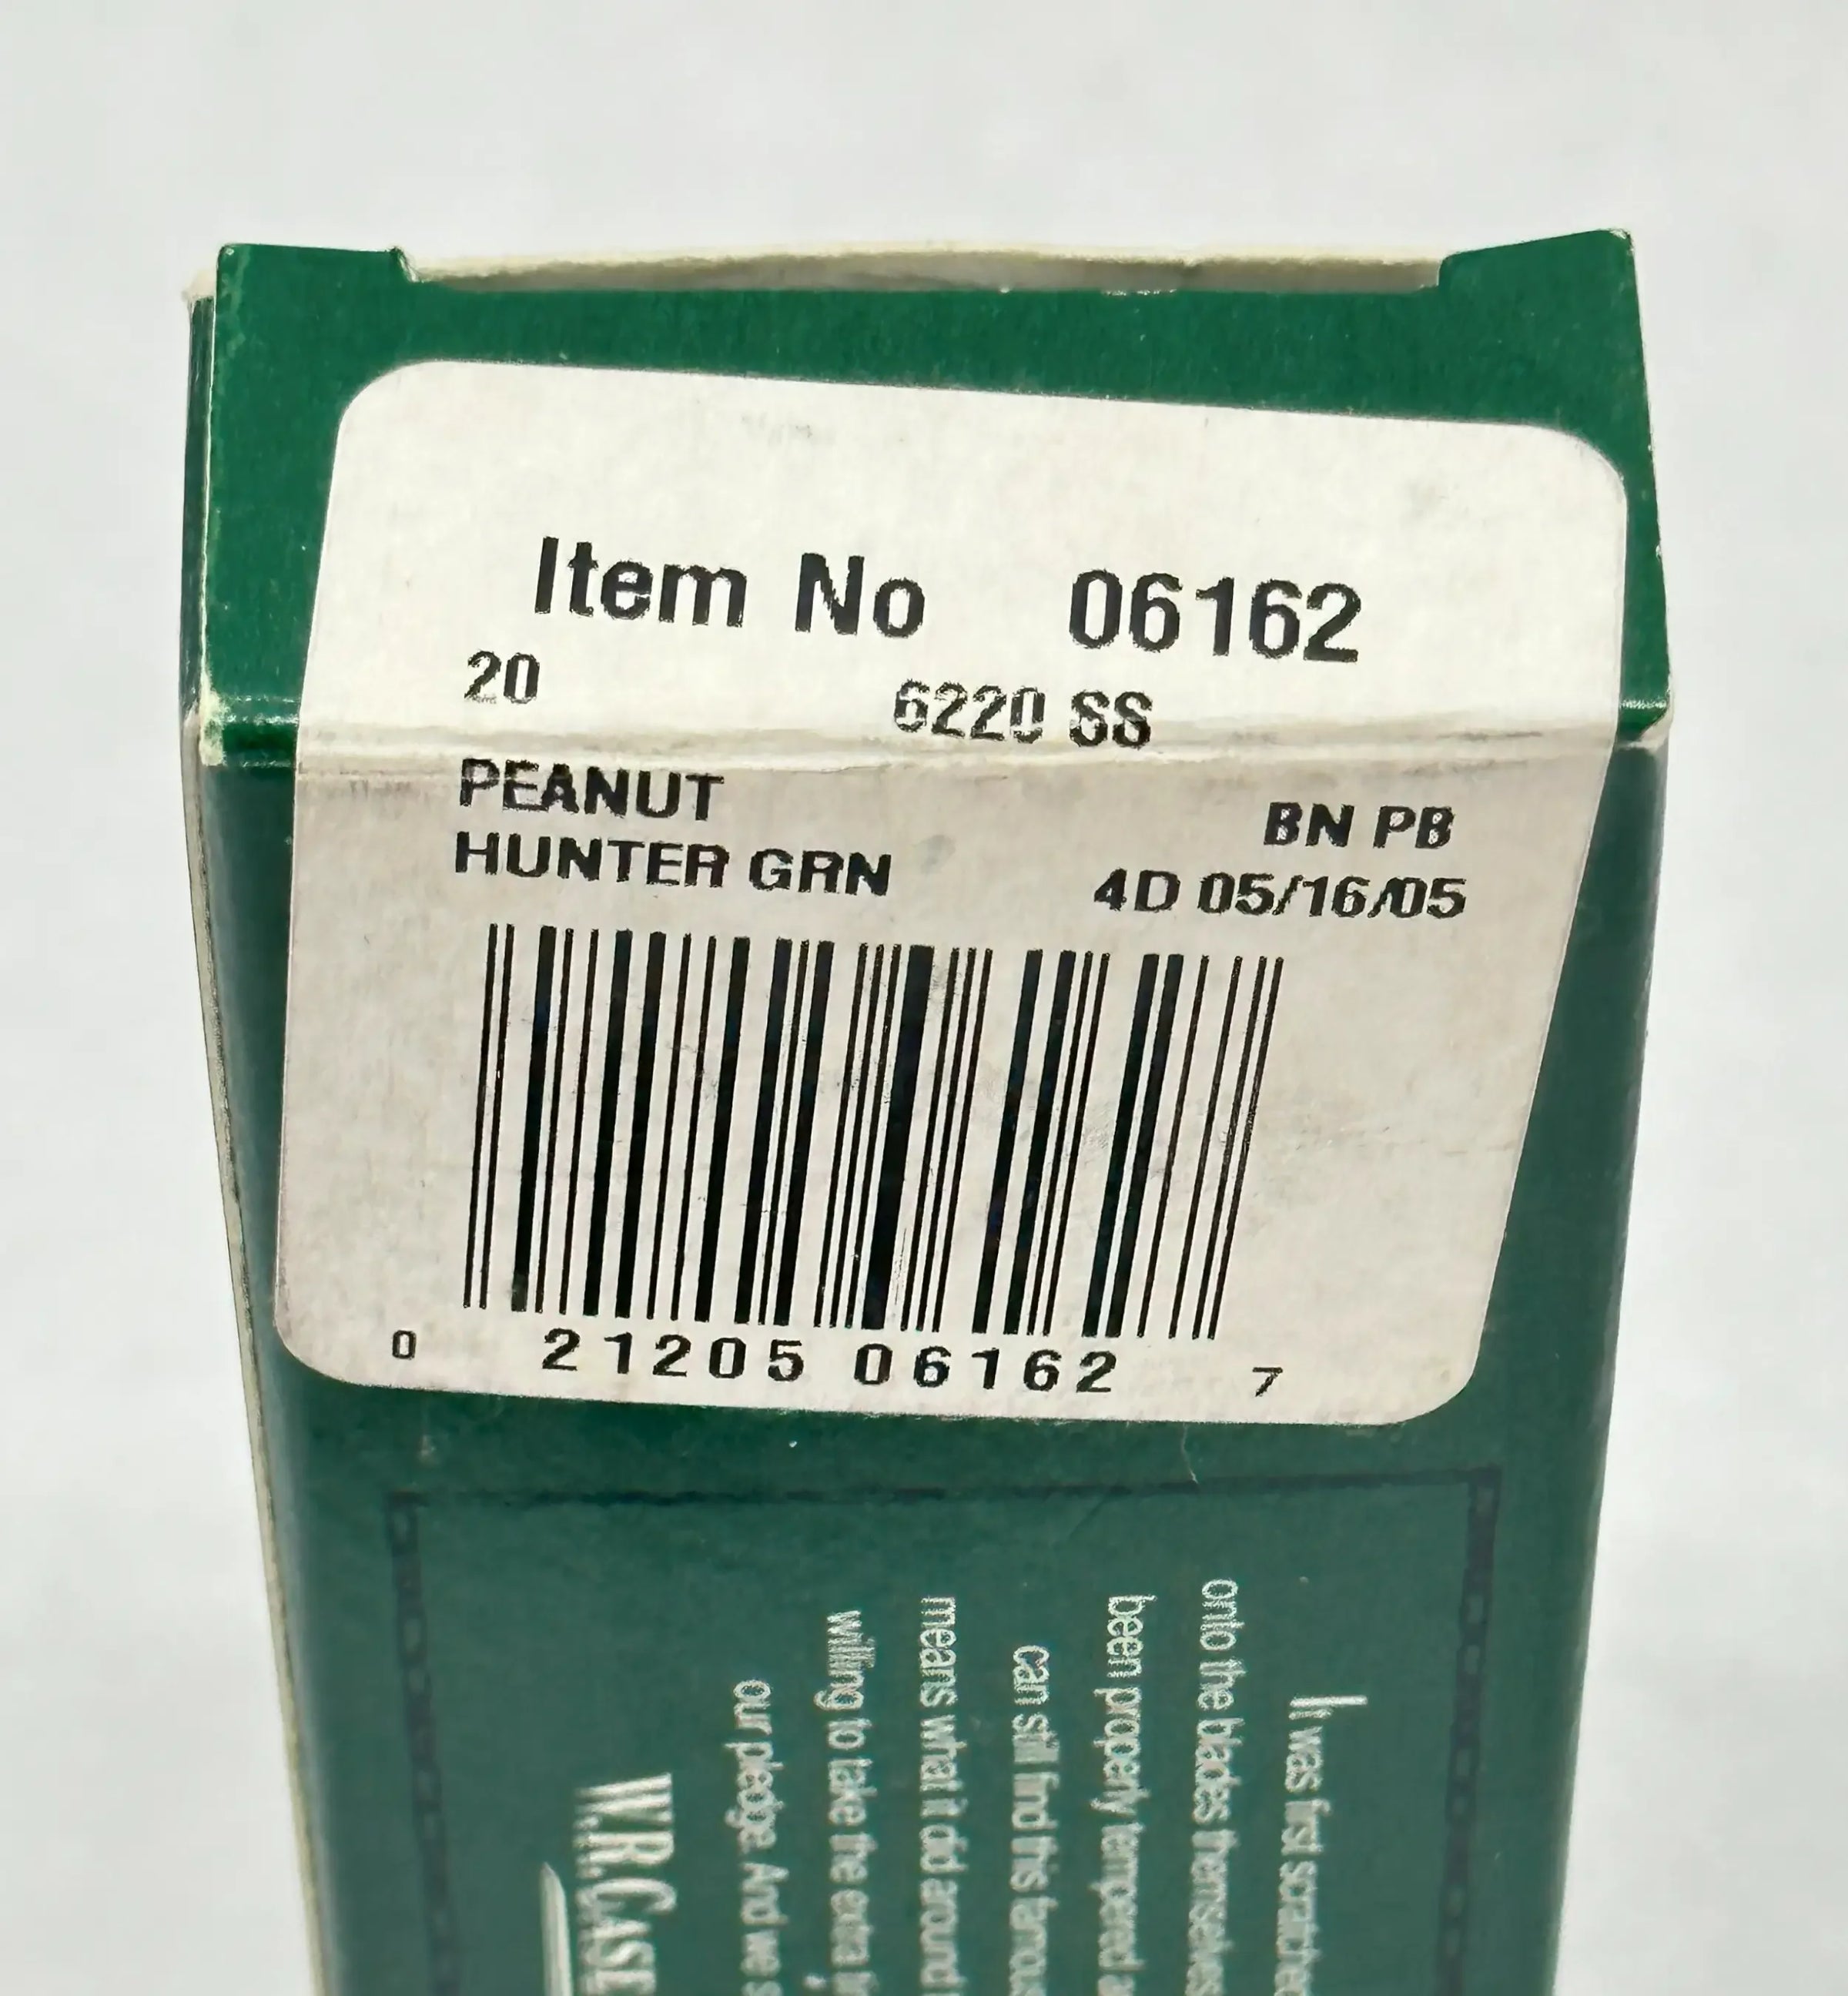 Item No 06162
20 6220 SS
PEANUT BN PB
HUNTER GRN 4D 05/16/05
0 21205 06162 7
It was first scratched
onto the blades themselves
been properly tempered
can still find this famous
means what it did around
willing to take the extra
our pledge. And we
W.R. CASE